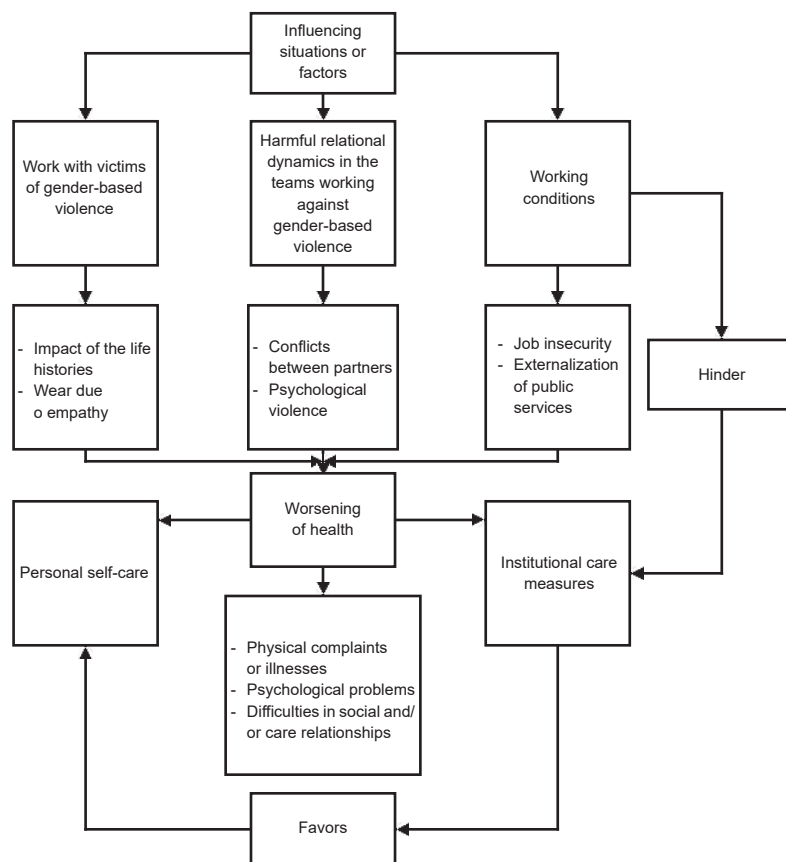 Influencing
situations or
factors
Work with victims
of gender-based
violence
Harmful relational
dynamics in the
teams working
against
gender-based
violence
Working
conditions
- Impact of the life
histories
- Wear due
o empathy
- Conflicts
between partners
- Psychological
violence
- Job insecurity
- Externalization
of public
services
Hinder
Personal self-care
Worsening
of health
Institutional care
measures
- Physical complaints
or illnesses
- Psychological problems
- Difficulties in social and/
or care relationships
Favors